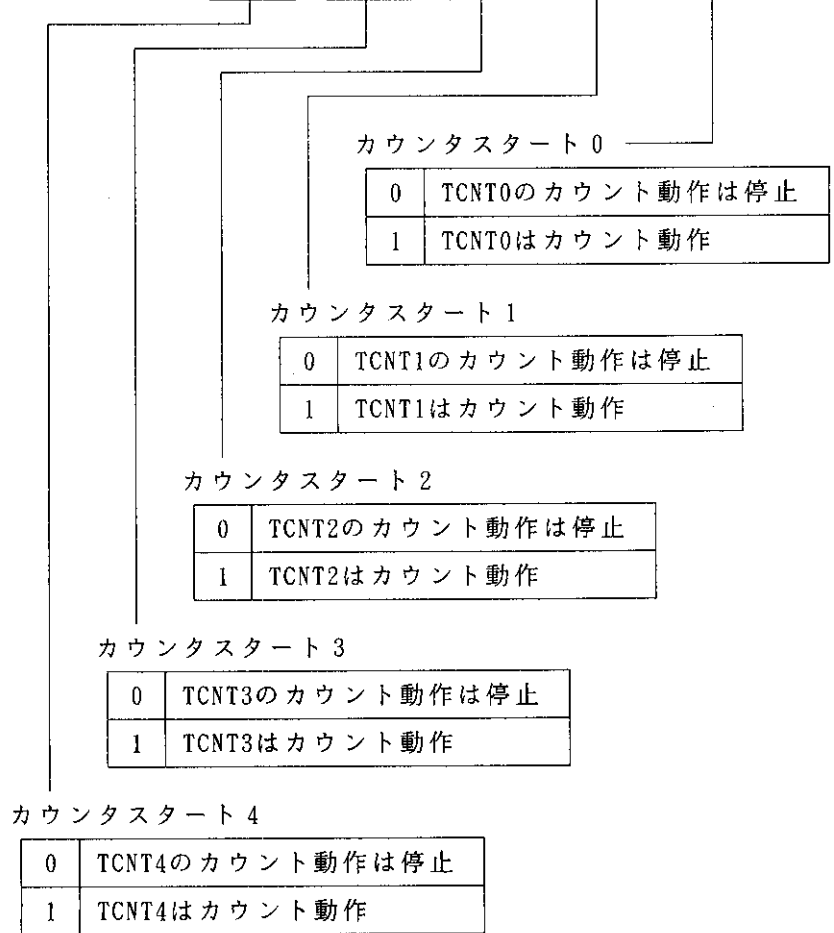 カウンタスタート0
0 TCNT0のカウント動作は停止
1 TCNT0はカウント動作
カウンタスタート1
0 TCNT1のカウント動作は停止
1 TCNT1はカウント動作
カウンタスタート2
0 TCNT2のカウント動作は停止
1 TCNT2はカウント動作
カウンタスタート3
0 TCNT3のカウント動作は停止
1 TCNT3はカウント動作
カウンタスタート4
0 TCNT4のカウント動作は停止
1 TCNT4はカウント動作